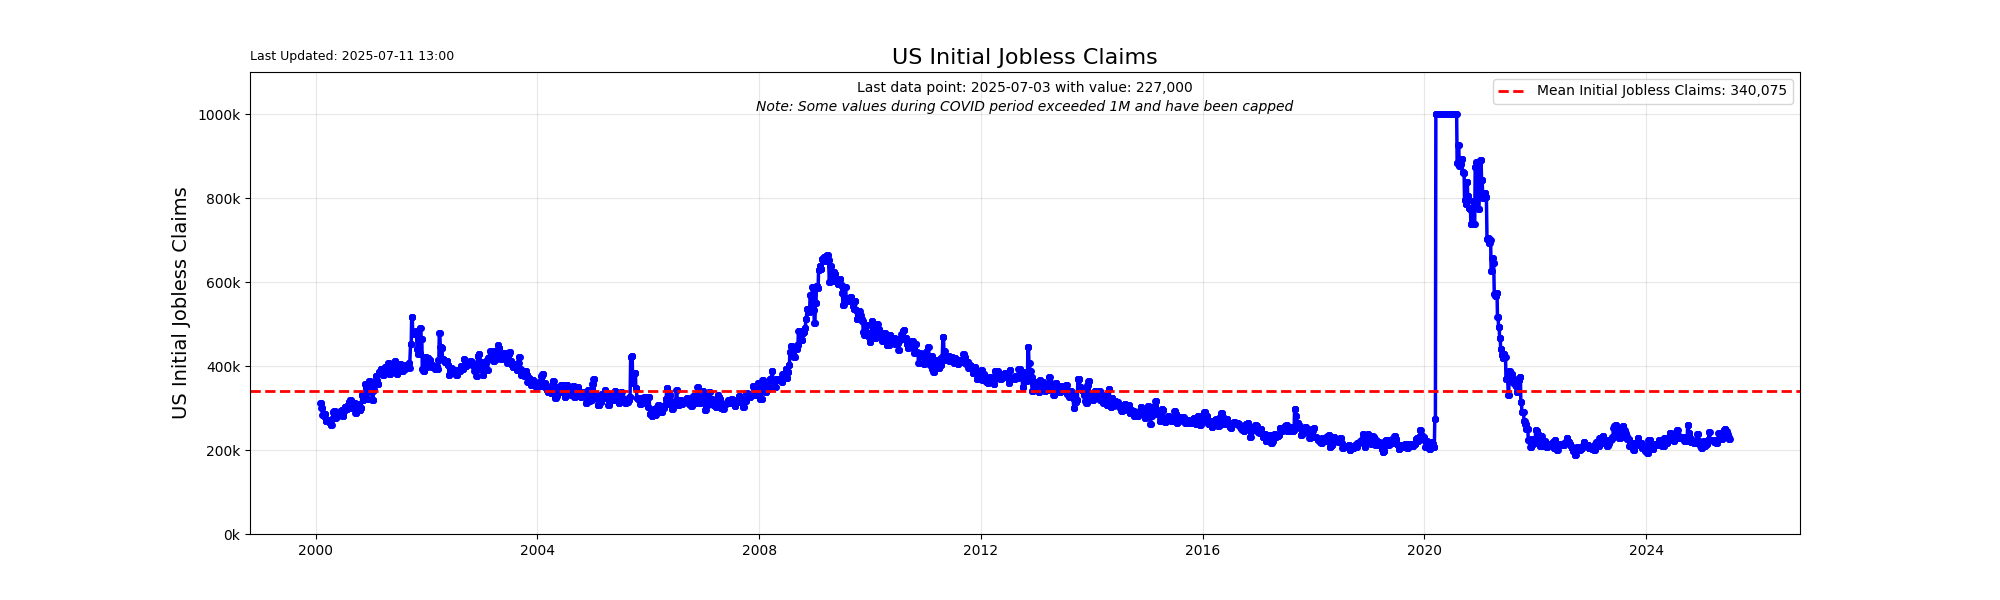 Last Updated: 2025-07-11 13:00
US Initial Jobless Claims
Last data point: 2025-07-03 with value: 227,000
Note: Some values during COVID period exceeded 1M and have been capped
Mean Initial Jobless Claims: 340,075
US Initial Jobless Claims
1000k
800k
600k
400k
200k
0k
2000 2004 2008 2012 2016 2020 2024